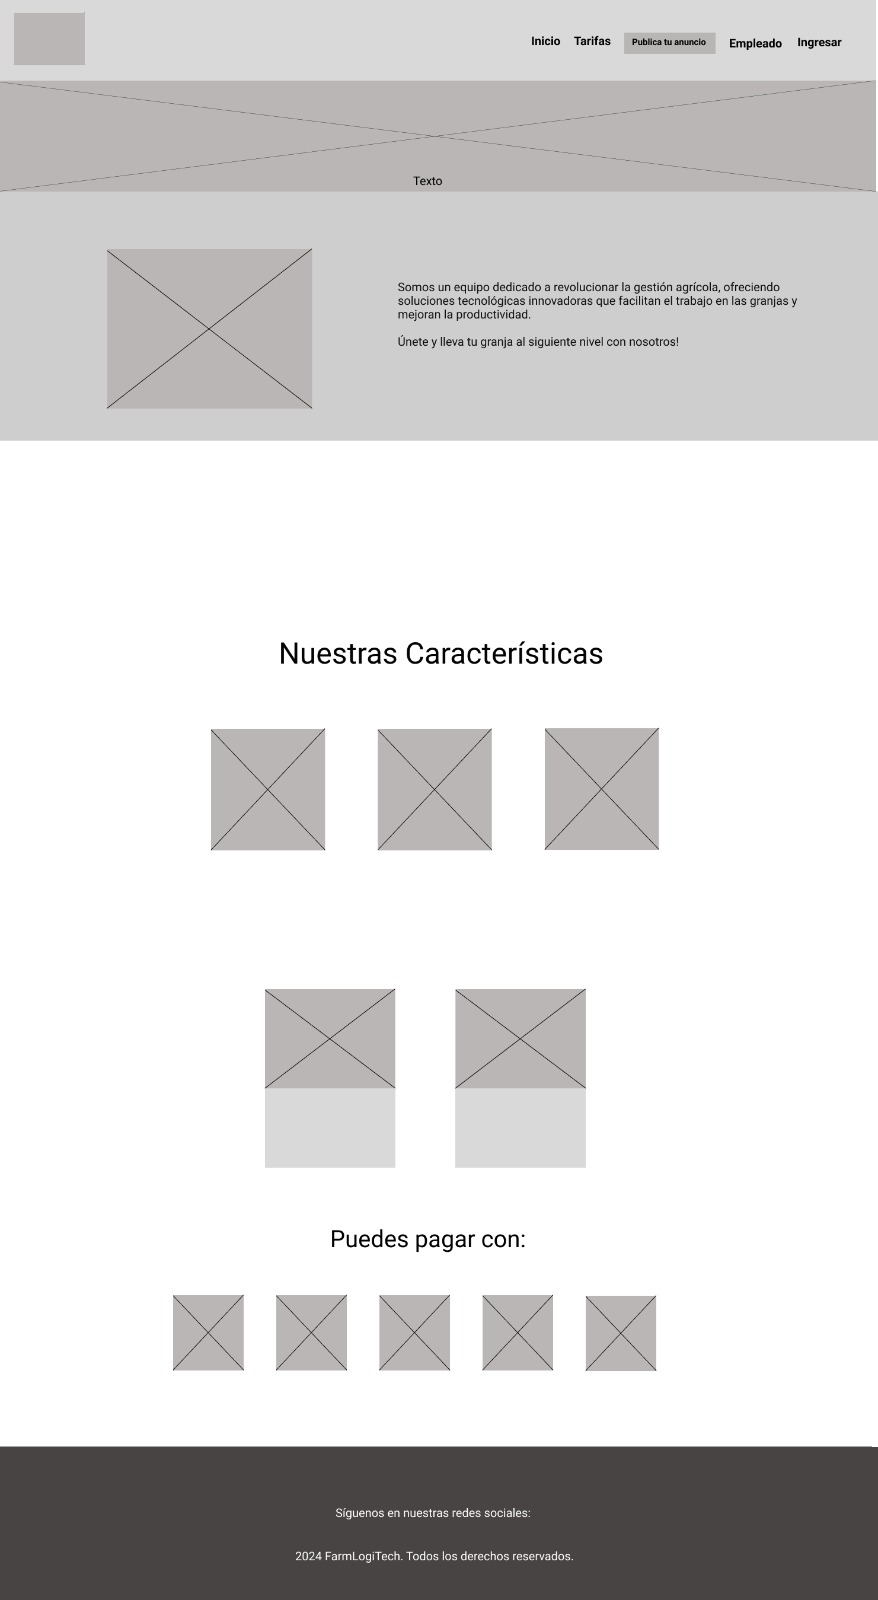 Inicio Tarifas Publica tu anuncio Empleado Ingresar
Texto
Somos un equipo dedicado a revolucionar la gestión agrícola, ofreciendo
soluciones tecnológicas innovadoras que facilitan el trabajo en las granjas y
mejoran la productividad.
Únete y lleva tu granja al siguiente nivel con nosotros!
Nuestras Características
Puedes pagar con:
Síguenos en nuestras redes sociales:
2024 FarmLogiTech. Todos los derechos reservados.